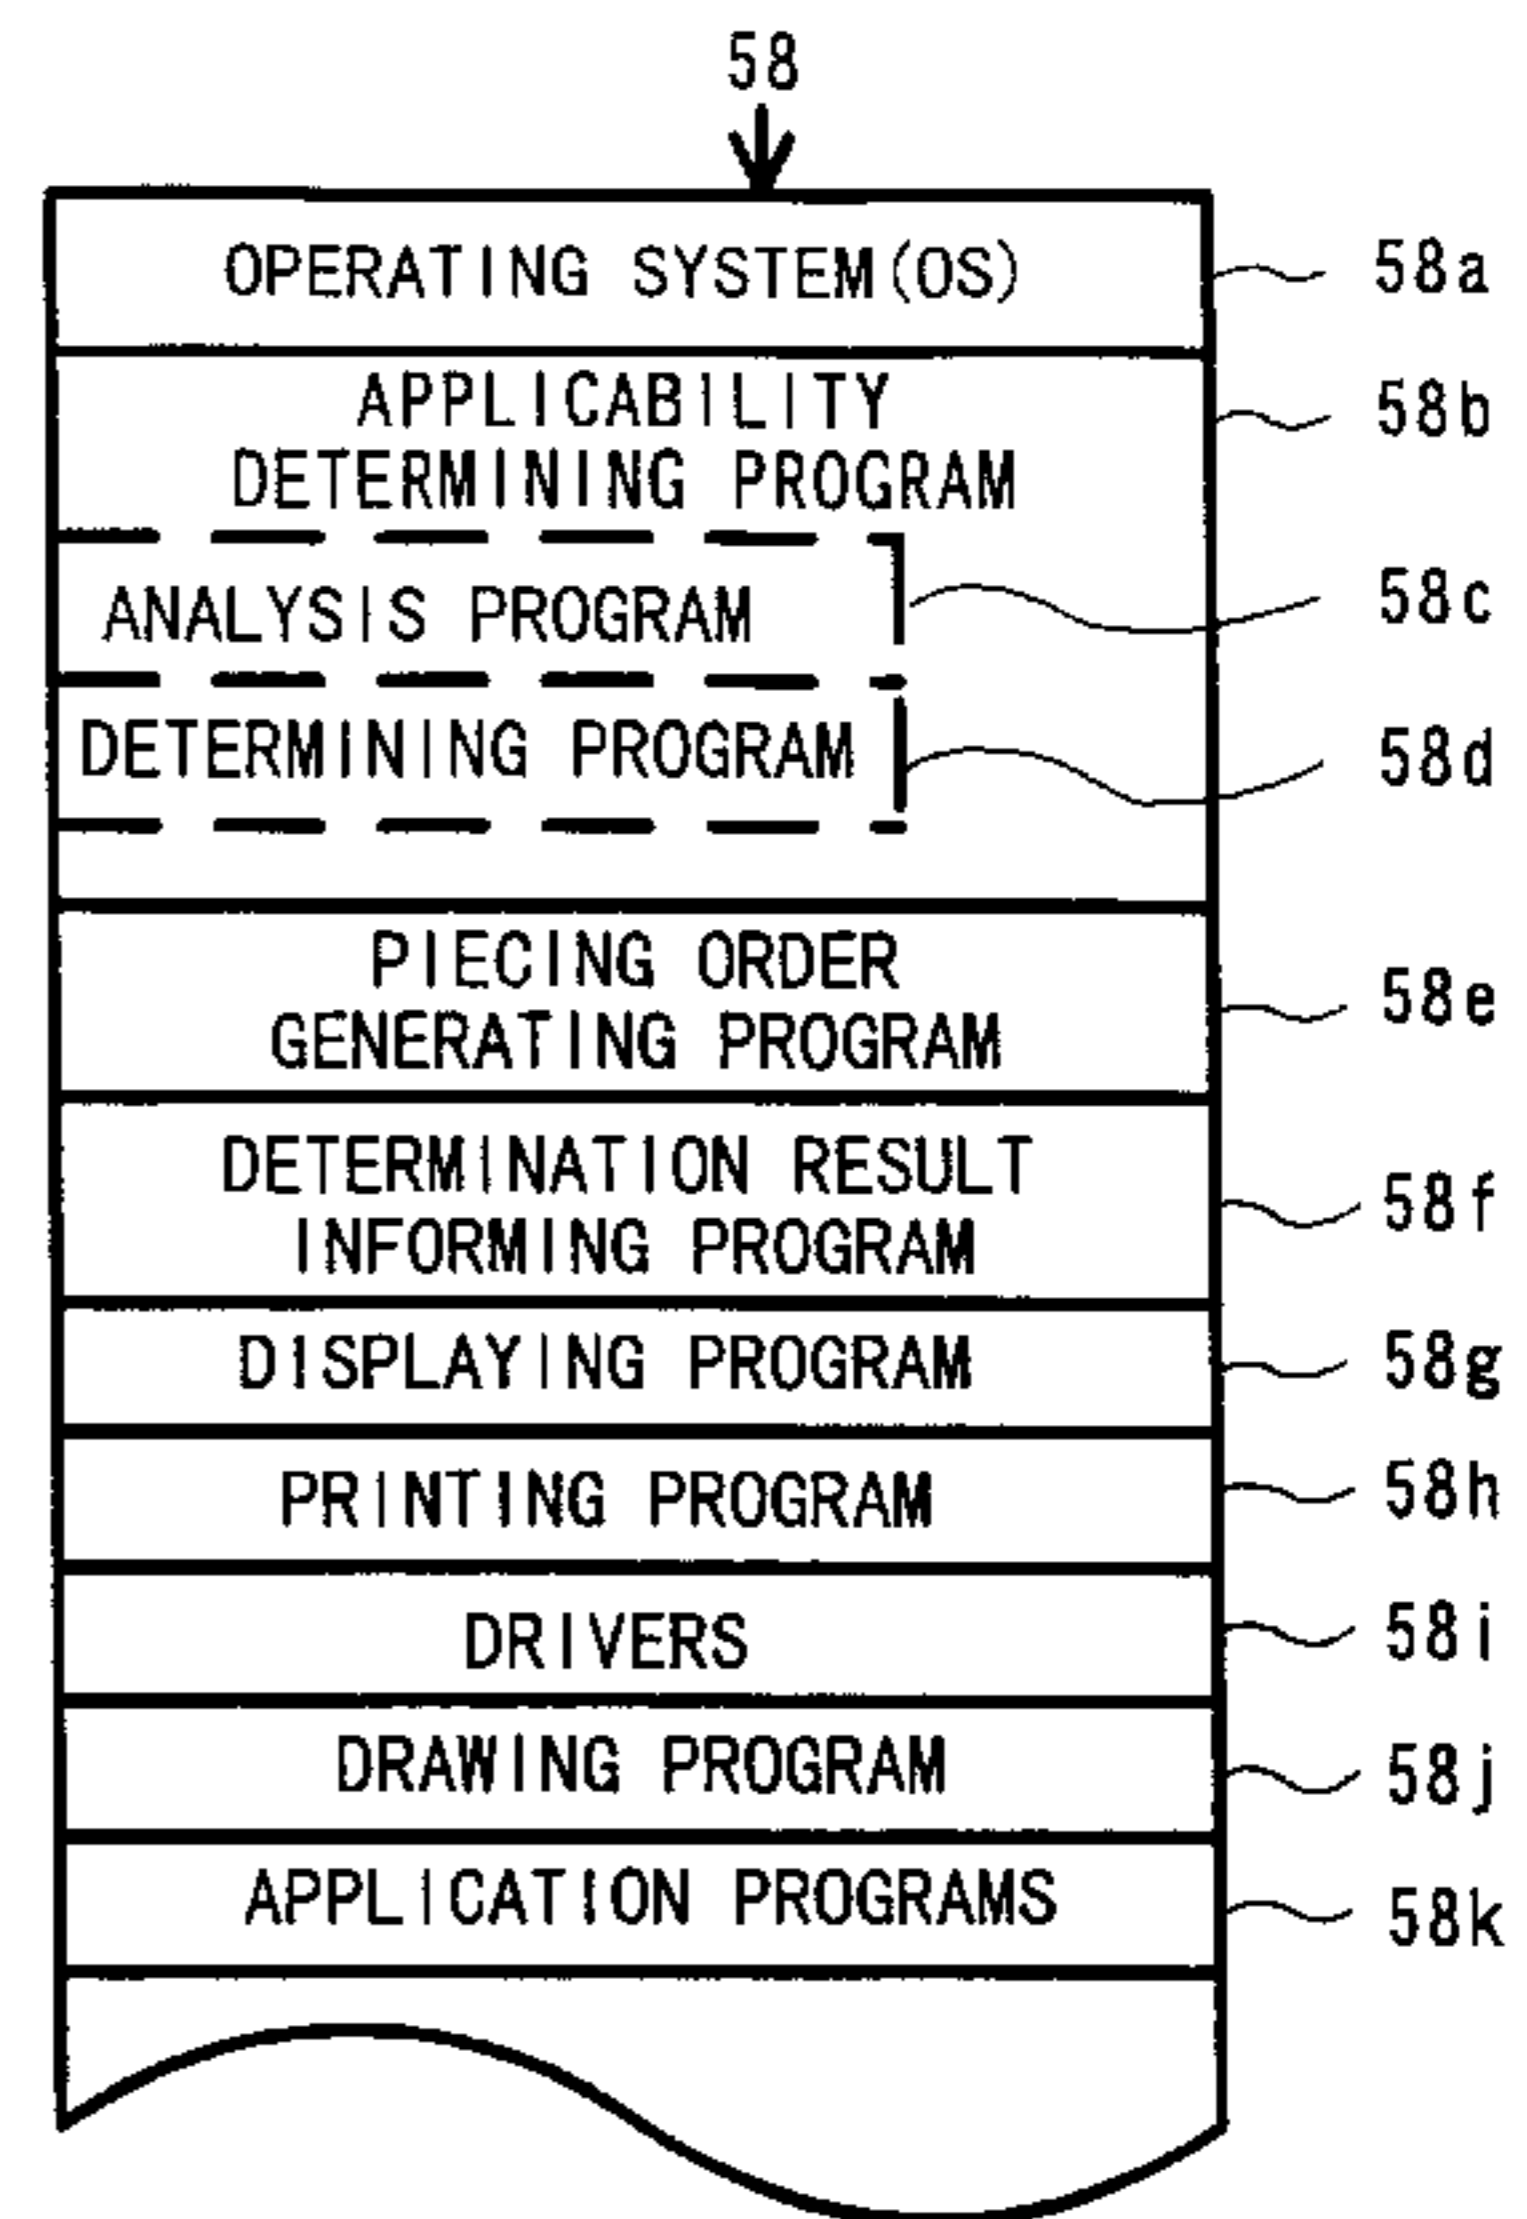 58
OPERATING SYSTEM(OS) 58a
APPLICABILITY 58b
DETERMINING PROGRAM
ANALYSIS PROGRAM 58c
DETERMINING PROGRAM 58d
PIECING ORDER 58e
GENERATING PROGRAM
DETERMINATION RESULT 58f
INFORMING PROGRAM
DISPLAYING PROGRAM 58g
PRINTING PROGRAM 58h
DRIVERS 58i
DRAWING PROGRAM 58j
APPLICATION PROGRAMS 58k